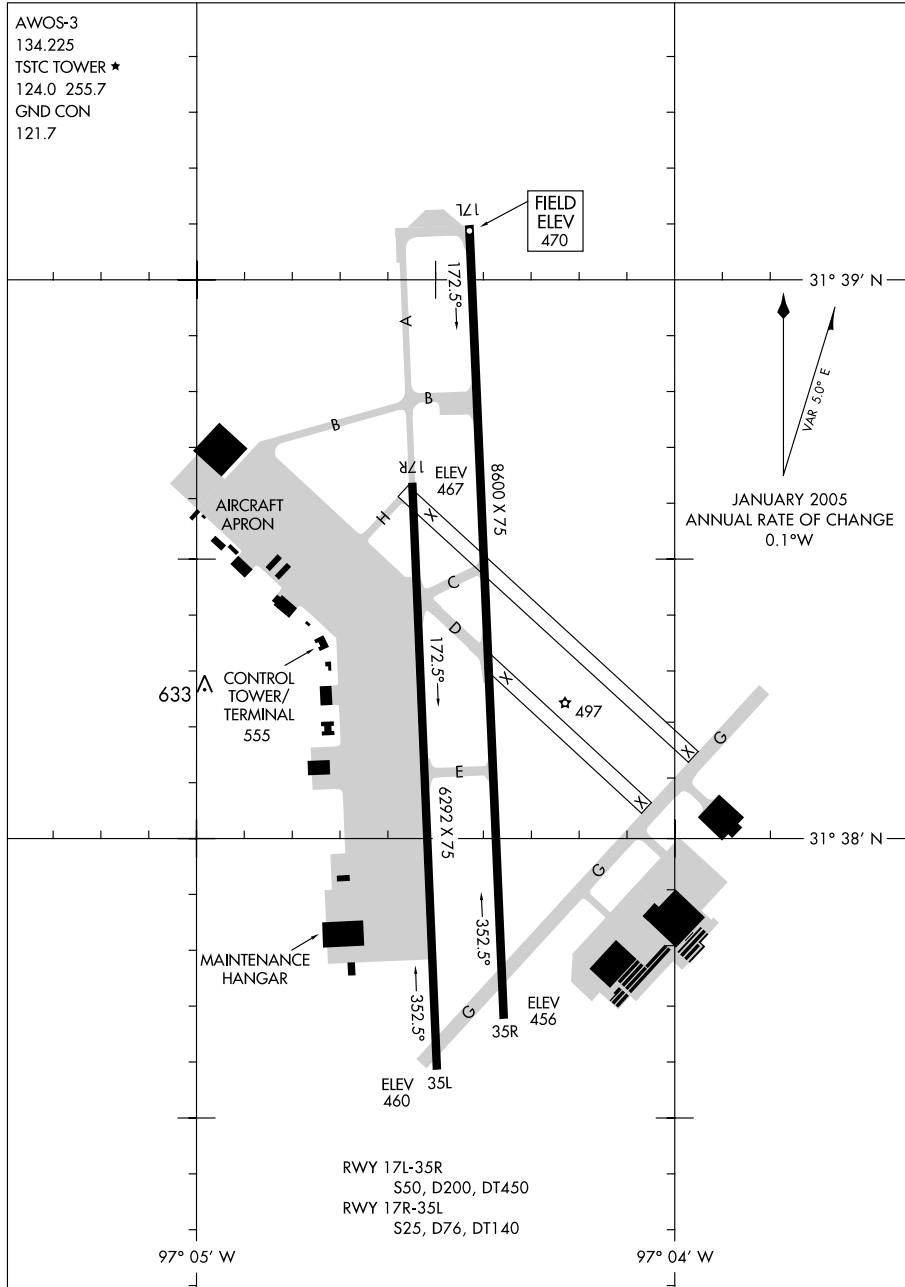 AWOS-3
134.225
TSTC TOWER ★
124.0 255.7
GND CON
121.7
17L
FIELD
ELEV
470
172.5°
31° 39' N
A
VAR 5.0° E
B
B
17R
ELEV
467
8600 X 75
X
JANUARY 2005
ANNUAL RATE OF CHANGE
0.1°W
AIRCRAFT
APRON
H
C
D
172.5°
X
633
CONTROL
TOWER/
TERMINAL
555
497
G
X
E
6292 X 75
X
31° 38' N
G
352.5°
MAINTENANCE
HANGAR
352.5°
G
ELEV
456
35R
ELEV
460
35L
RWY 17L-35R
S50, D200, DT450
RWY 17R-35L
S25, D76, DT140
97° 05' W
97° 04' W